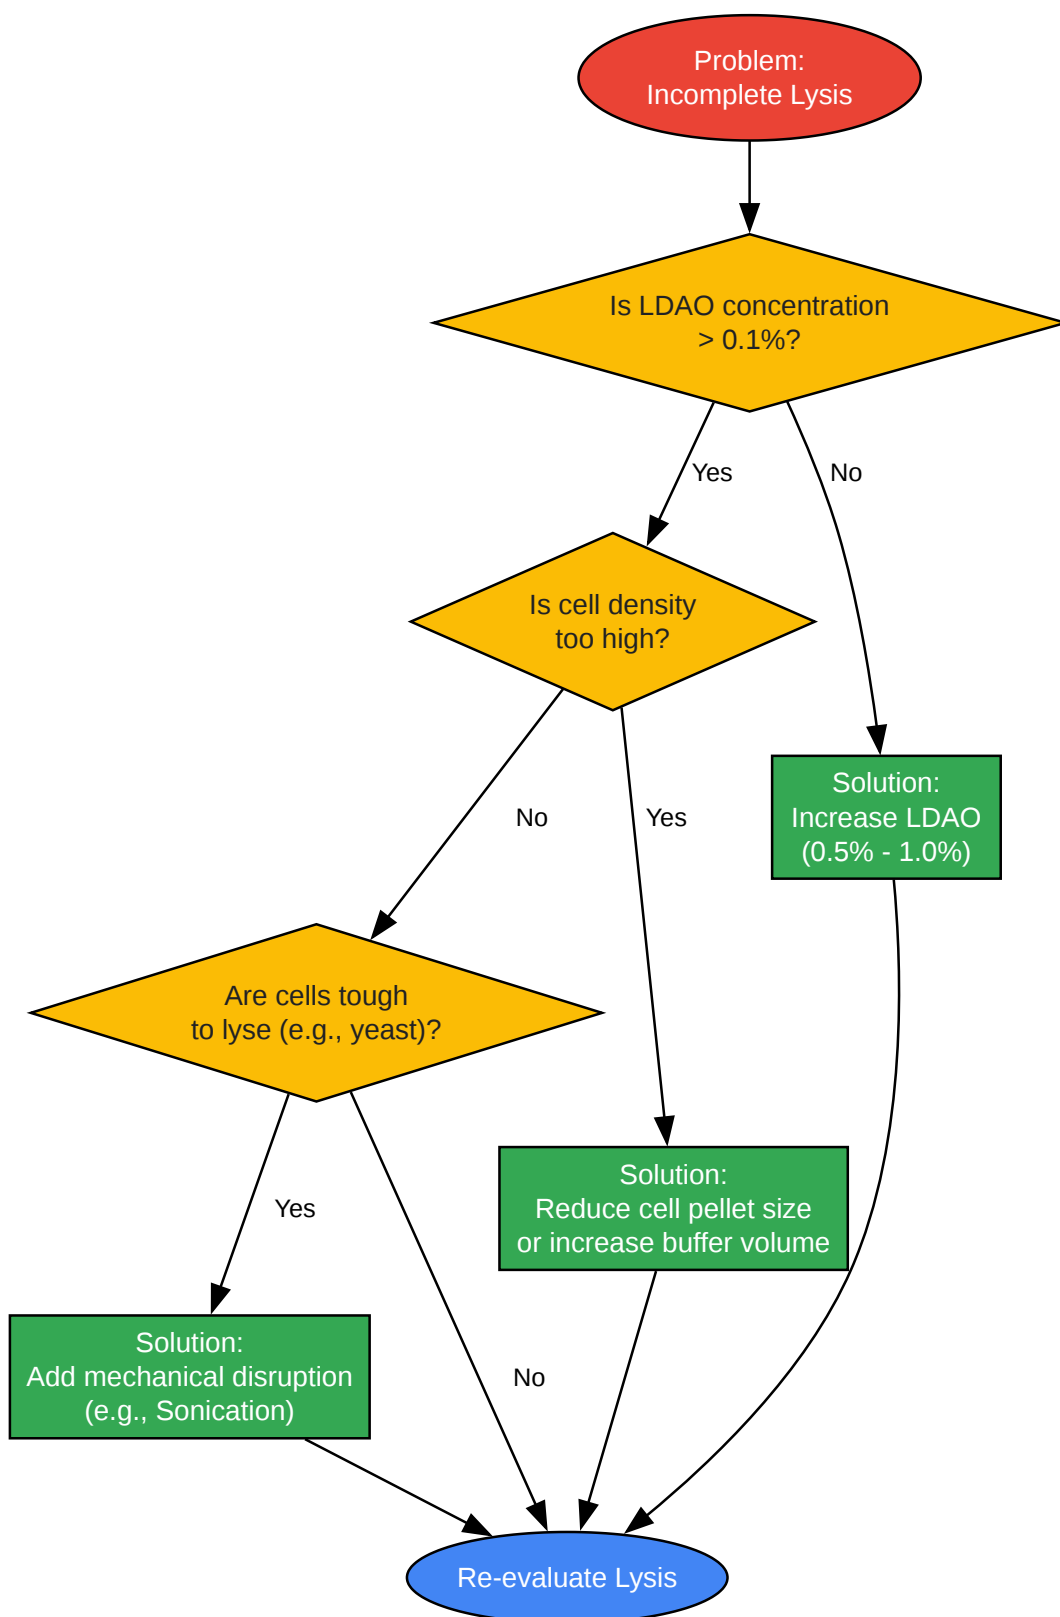 Problem:
Incomplete Lysis
Is LDAO concentration
> 0.1%?
Yes
No
Is cell density
too high?
Solution:
Increase LDAO
(0.5% - 1.0%)
No
Yes
Are cells tough
to lyse (e.g., yeast)?
Solution:
Reduce cell pellet size
or increase buffer volume
Yes
No
Solution:
Add mechanical disruption
(e.g., Sonication)
Re-evaluate Lysis